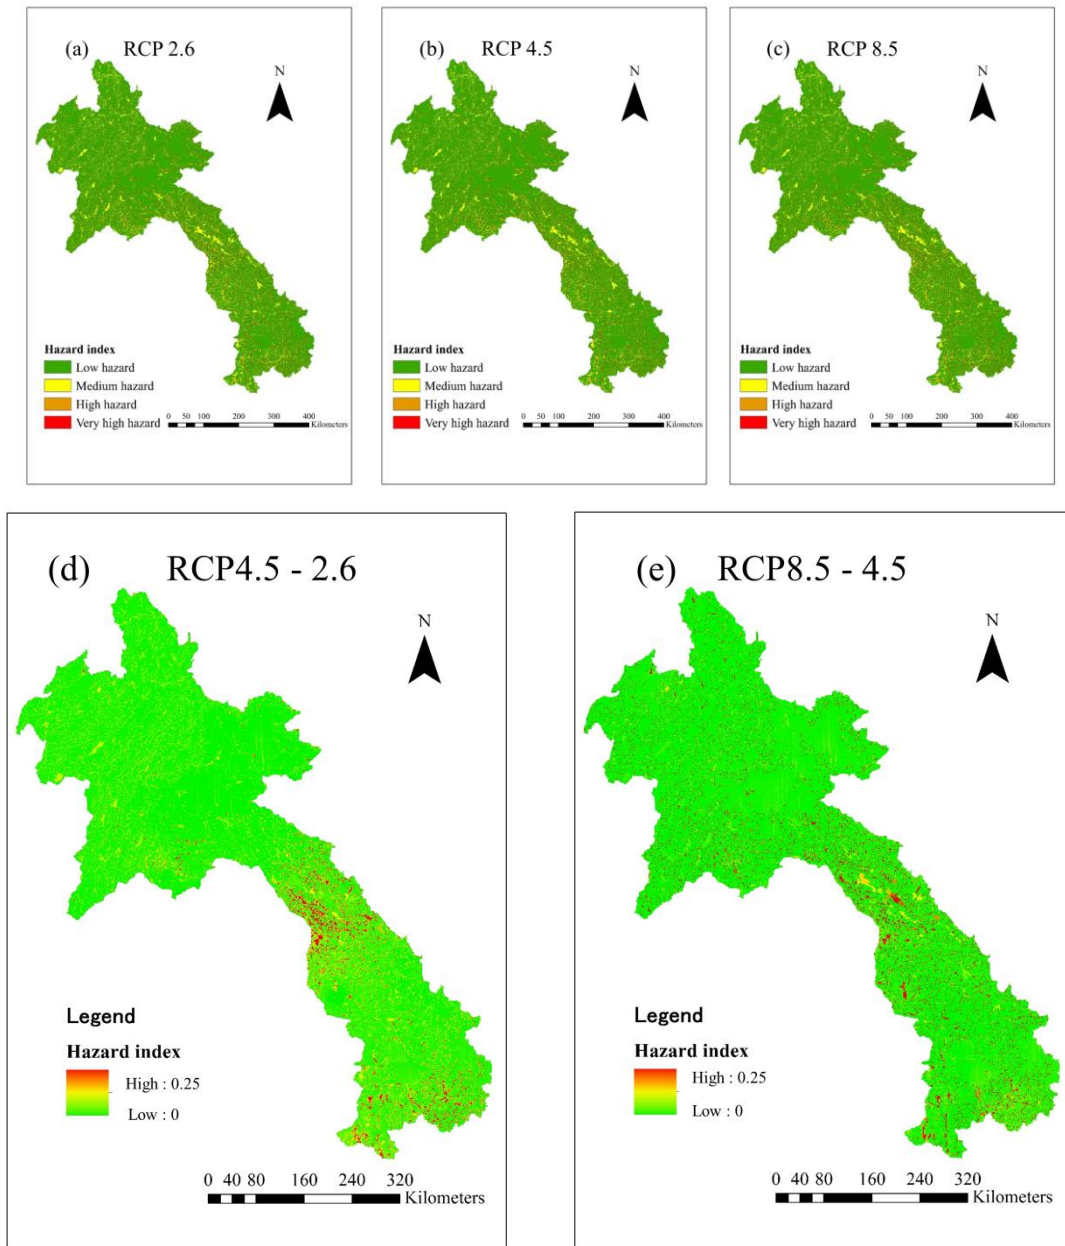 (a) RCP 2.6
N
Hazard index
Low hazard
Medium hazard
High hazard
Very high hazard
0 50 100 200 300 400
Kilometers
(b) RCP 4.5
N
Hazard index
Low hazard
Medium hazard
High hazard
Very high hazard
0 50 100 200 300 400
Kilometers
(c) RCP 8.5
N
Hazard index
Low hazard
Medium hazard
High hazard
Very high hazard
0 50 100 200 300 400
Kilometers
(d) RCP4.5 - 2.6
N
Legend
Hazard index
High : 0.25
Low : 0
0 40 80 160 240 320
Kilometers
(e) RCP8.5 - 4.5
N
Legend
Hazard index
High : 0.25
Low : 0
0 40 80 160 240 320
Kilometers